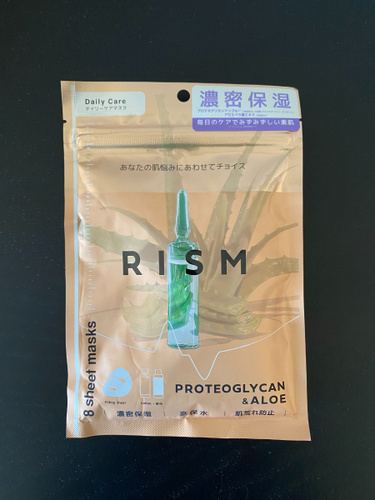 Daily Care
デイリーケアマスク
濃密保湿
毎日のケアでみずみずしい素肌
あなたの肌悩みにあわせてチョイス
RISM
8 sheet masks
PROTEOGLYCAN
& ALOE
濃密保湿 高保水 肌荒れ防止